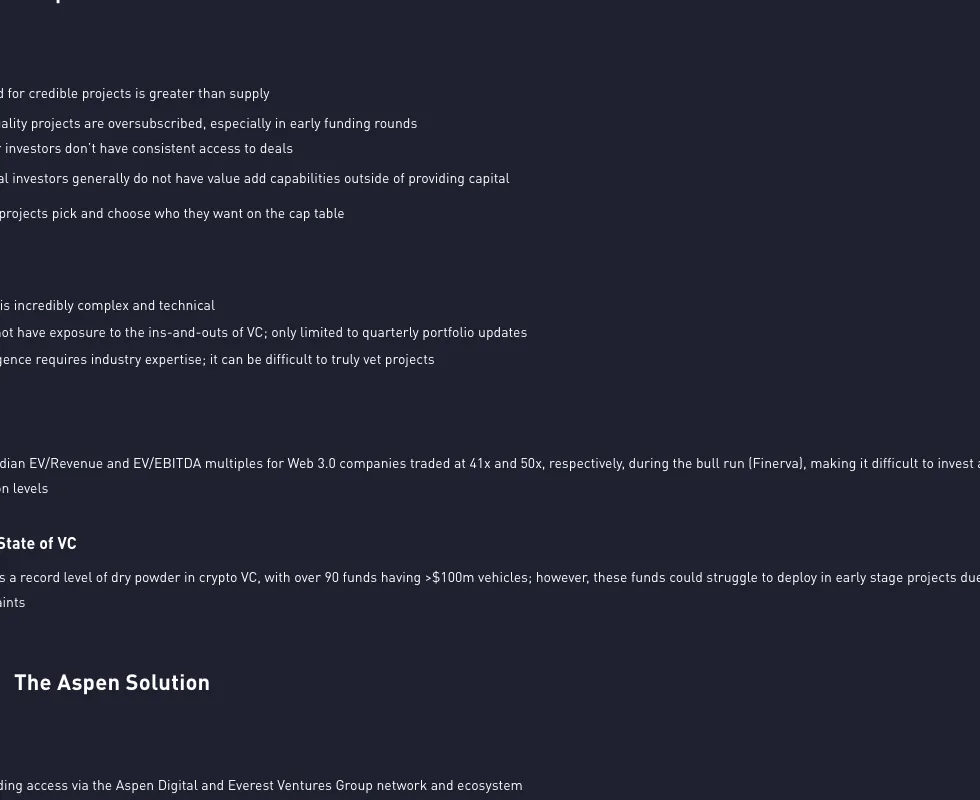 for credible projects is greater than supply
projects are oversubscribed, especially in early funding rounds
investors don't have consistent access to deals
investors generally do not have value add capabilities outside of providing capital
projects pick and choose who they want on the cap table
is incredibly complex and technical
have exposure to the ins-and-outs of VC; only limited to quarterly portfolio updates
requires industry expertise; it can be difficult to truly vet projects
EV/Revenue and EV/EBITDA multiples for Web 3.0 companies traded at 41x and 50x, respectively, during the bull run (Finerva), making it difficult to invest
levels
State of VC
a record level of dry powder in crypto VC, with over 90 funds having >$100m vehicles; however, these funds could struggle to deploy in early stage projects due
The Aspen Solution
access via the Aspen Digital and Everest Ventures Group network and ecosystem